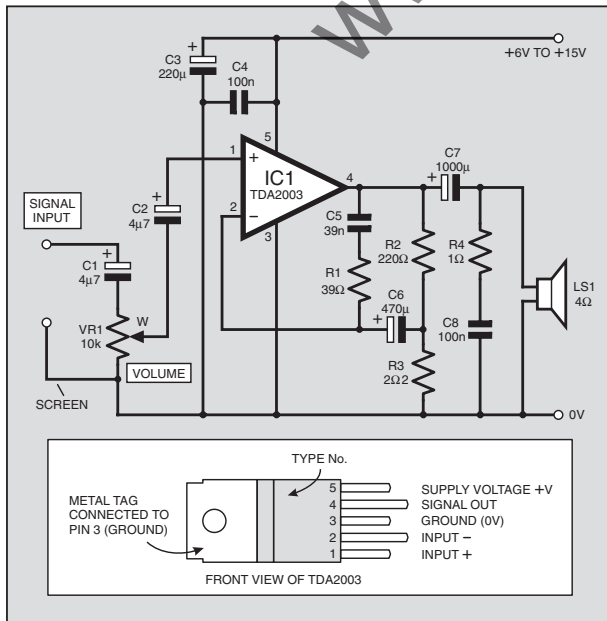 W
+
C3
220µ
C4
100n
+6V TO +15V
5
1
+
IC1
TDA2003
4
2
–
3
+
C7
1000µ
SIGNAL
INPUT
+
C2
4µ7
C5
39n
R2
220Ω
R4
1Ω
+
C1
4µ7
R1
39Ω
LS1
4Ω
C6
470µ
+
VR1
10k
W
C8
100n
VOLUME
R3
2Ω2
SCREEN
0V
TYPE No.
METAL TAG
CONNECTED TO
PIN 3 (GROUND)
5 SUPPLY VOLTAGE +V
4 SIGNAL OUT
3 GROUND (0V)
2 INPUT –
1 INPUT +
FRONT VIEW OF TDA2003